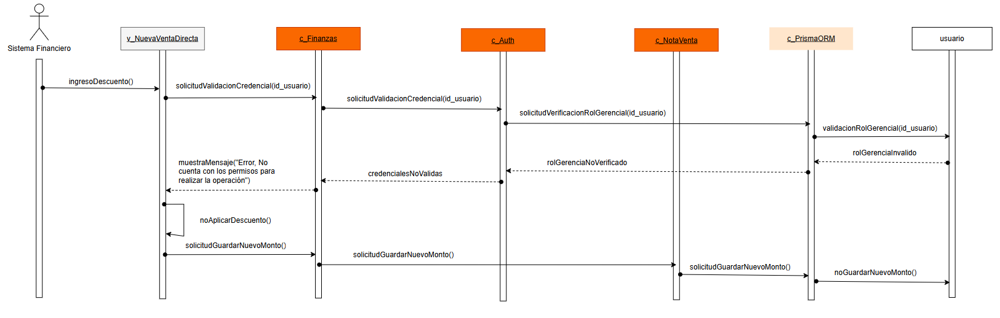 Sistema Financiero
v_NuevaVentaDirecta
c_Finanzas
c_Auth
c_NotaVenta
c_PrismaORM
usuario
ingresoDescuento()
solicitudValidacionCredencial(id_usuario)
solicitudValidacionCredencial(id_usuario)
solicitudVerificacionRolGerencial(id_usuario)
validacionRolGerencial(id_usuario)
rolGerenciaInvalido
rolGerenciaNoVerificado
credencialesNoValidas
muestraMensaje("Error, No
cuenta con los permisos para
realizar la operación")
noAplicarDescuento()
solicitudGuardarNuevoMonto()
solicitudGuardarNuevoMonto()
solicitudGuardarNuevoMonto()
noGuardarNuevoMonto()